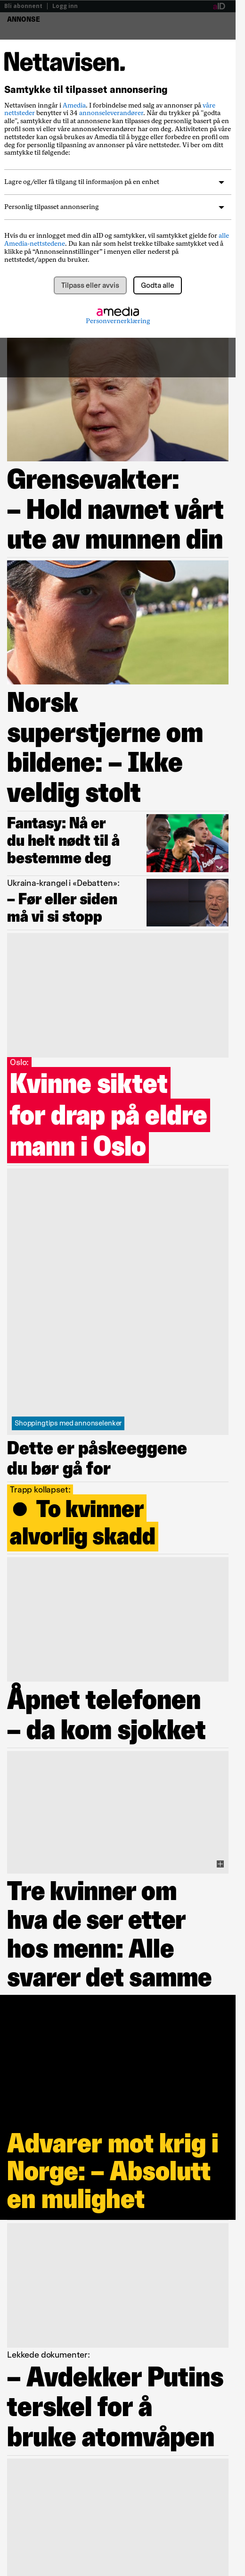 Bli abonnent | Logg inn
aID
ANNONSE
Nettavisen.
Samtykke til tilpasset annonsering
Nettavisen inngår i Amedia. I forbindelse med salg av annonser på våre
nettsteder benytter vi 34 annonseleverandører. Når du trykker på "godta
alle", samtykker du til at annonsene kan tilpasses deg personlig basert på en
profil som vi eller våre annonseleverandører har om deg. Aktiviteten på våre
nettsteder kan også brukes av Amedia til å bygge eller forbedre en profil om
deg for personlig tilpasning av annonser på våre nettsteder. Vi ber om ditt
samtykke til følgende:
Lagre og/eller få tilgang til informasjon på en enhet
Personlig tilpasset annonsering
Hvis du er innlogget med din aID og samtykker, vil samtykket gjelde for alle
Amedia-nettstedene. Du kan når som helst trekke tilbake samtykket ved å
klikke på “Annonseinnstillinger” i menyen eller nederst på
nettstedet/appen du bruker.
Tilpass eller avvis
Godta alle
amedia
Personvernerklæring
Grensevakter:
– Hold navnet vårt
ute av munnen din
Norsk
superstjerne om
bildene: – Ikke
veldig stolt
Fantasy: Nå er
du helt nødt til å
bestemme deg
Ukraina-krangel i «Debatten»:
– Før eller siden
må vi si stopp
Oslo:
Kvinne siktet
for drap på eldre
mann i Oslo
Shoppingtips med annonselenker
Dette er påskeeggene
du bør gå for
Trapp kollapset:
● To kvinner
alvorlig skadd
Åpnet telefonen
– da kom sjokket
Tre kvinner om
hva de ser etter
hos menn: Alle
svarer det samme
Advarer mot krig i
Norge: – Absolutt
en mulighet
Lekkede dokumenter:
– Avdekker Putins
terskel for å
bruke atomvåpen